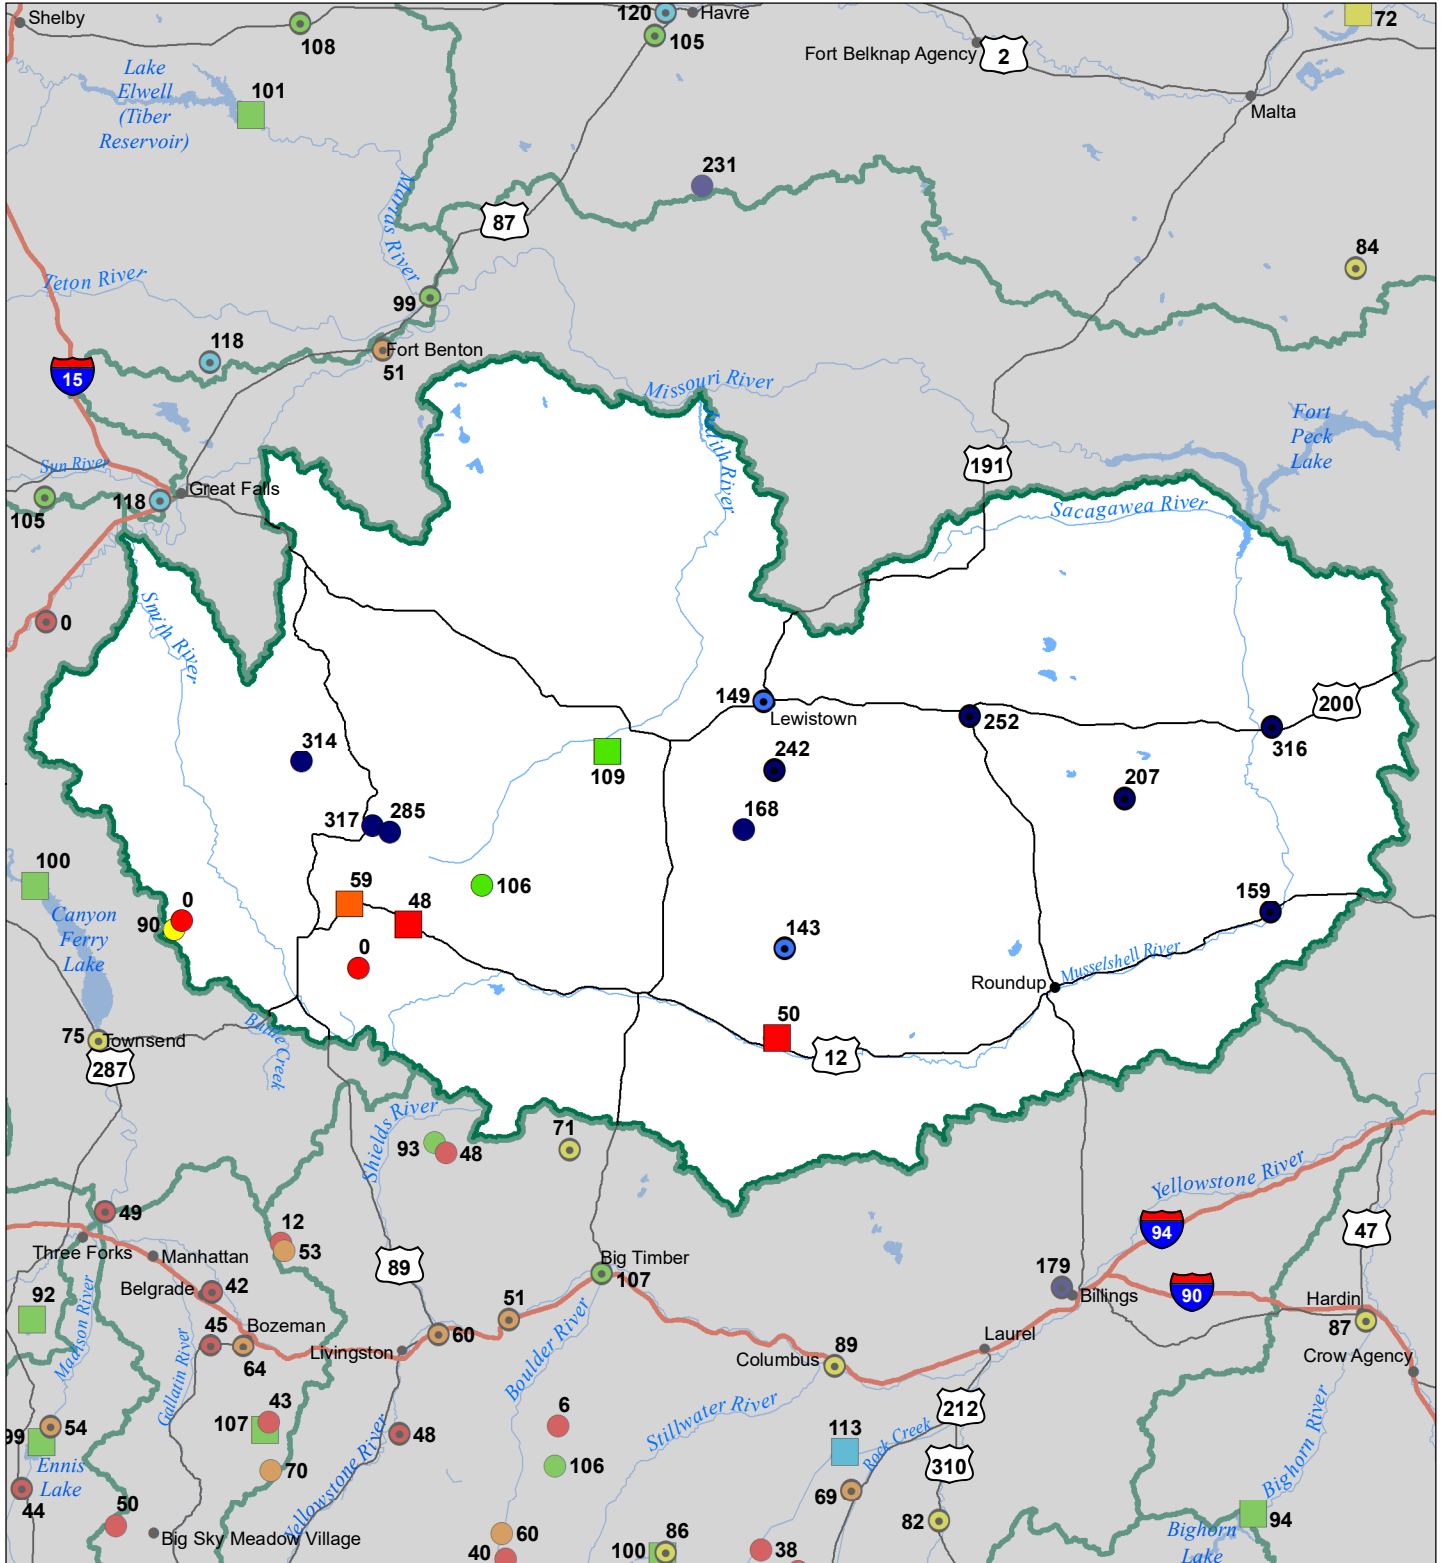 Shelby
108
120
Havre
105
Fort Belknap Agency
2
72
Malta
Lake
Elwell
(Tiber
Reservoir)
101
Marias River
231
87
84
Teton River
99
118
Fort Benton
51
15
Missouri River
Judith River
Fort
Peck
Lake
Sun River
Great Falls
118
105
191
Sacagawea River
Smith River
0
149
Lewistown
252
200
316
314
109
242
207
317
285
168
100
59
48
106
159
Canyon
Ferry
Lake
0
90
0
143
Musselshell River
Roundup
50
12
75
Townsend
287
Battle Creek
Shields River
93
48
71
49
12
53
Three Forks
Manhattan
Belgrade
42
89
Big Timber
107
Yellowstone River
94
47
179
Billings
90
Hardin
87
92
Madison River
45
Bozeman
64
Gallatin River
Livingston
60
51
Boulder River
Columbus
89
Laurel
Crow Agency
54
99
Ennis
Lake
44
43
107
70
48
Yellowstone River
6
106
Stillwater River
113
Rock Creek
212
310
69
82
Bighorn River
94
Bighorn
Lake
50
Big Sky Meadow Village
60
40
100
86
38